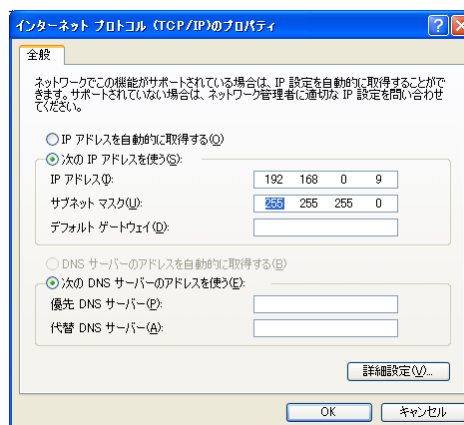 インターネット プロトコル (TCP/IP)のプロパティ
全般
ネットワークでこの機能がサポートされている場合は、IP 設定を自動的に取得することがで
きます。サポートされていない場合は、ネットワーク管理者に適切な IP 設定を問い合わせ
てください。
IP アドレスを自動的に取得する(O)
次の IP アドレスを使う(S):
IP アドレス(I): 192 168 0 9
サブネット マスク(U): 255 255 255 0
デフォルト ゲートウェイ(D):
DNS サーバーのアドレスを自動的に取得する(B)
次の DNS サーバーのアドレスを使う(E):
優先 DNS サーバー(P):
代替 DNS サーバー(A):
詳細設定(V)...
OK キャンセル